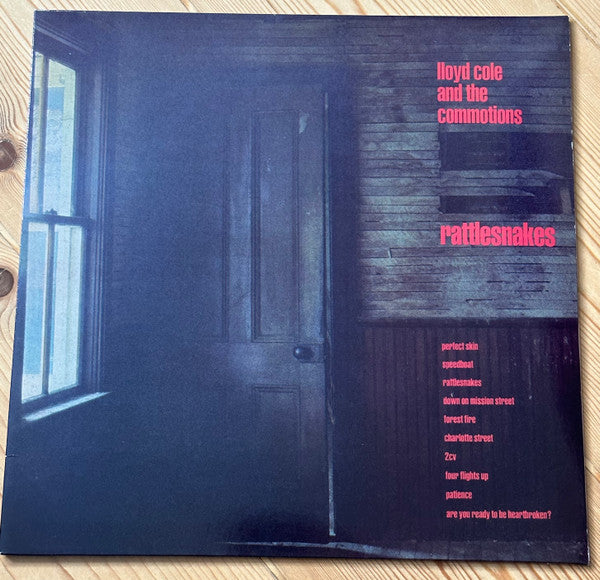 lloyd cole
and the
commotions
rattlesnakes
perfect skin
speedboat
rattlesnakes
down on mission street
forest fire
charlotte street
2cv
four flights up
patience
are you ready to be heartbroken?